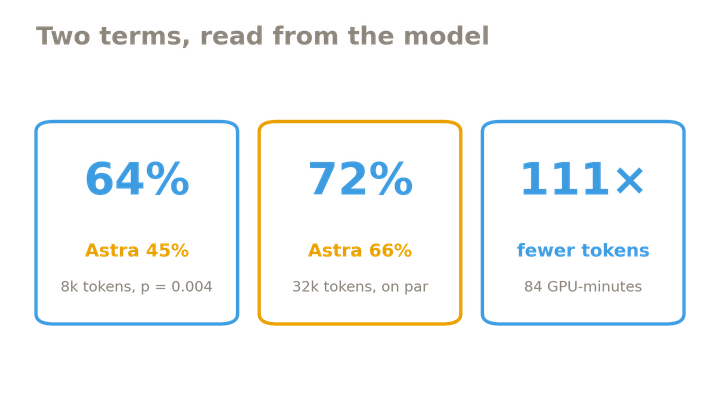 Two terms, read from the model
64%
Astra 45%
8k tokens, p = 0.004
72%
Astra 66%
32k tokens, on par
111×
fewer tokens
84 GPU-minutes